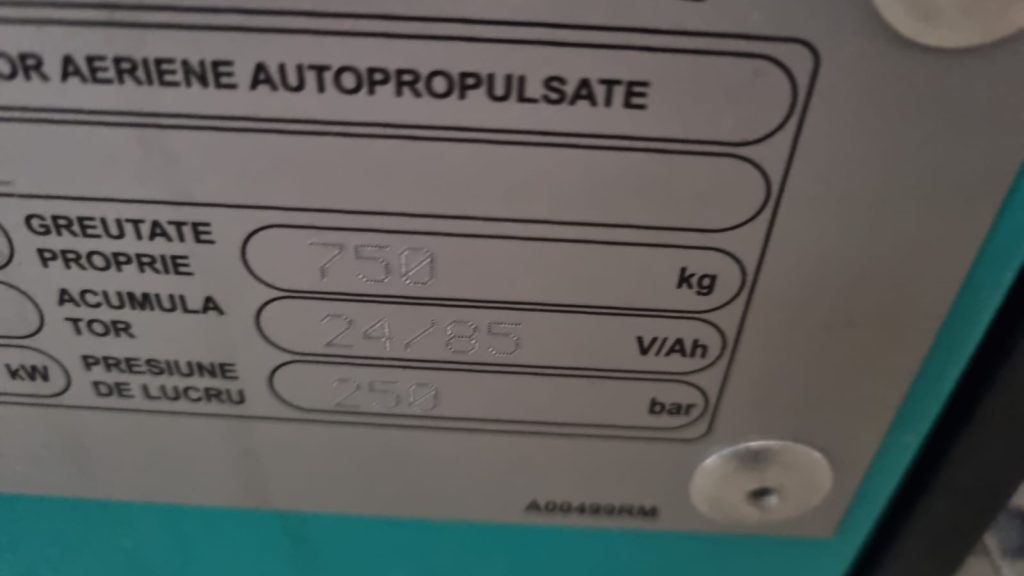 OR AERIENE AUTOPROPULSATE
GREUTATE
PROPRIE
750 kg
ACUMULA
TOR
24/85 V/Ah
kW
PRESIUNE
DE LUCRU
250 bar
A00499RM